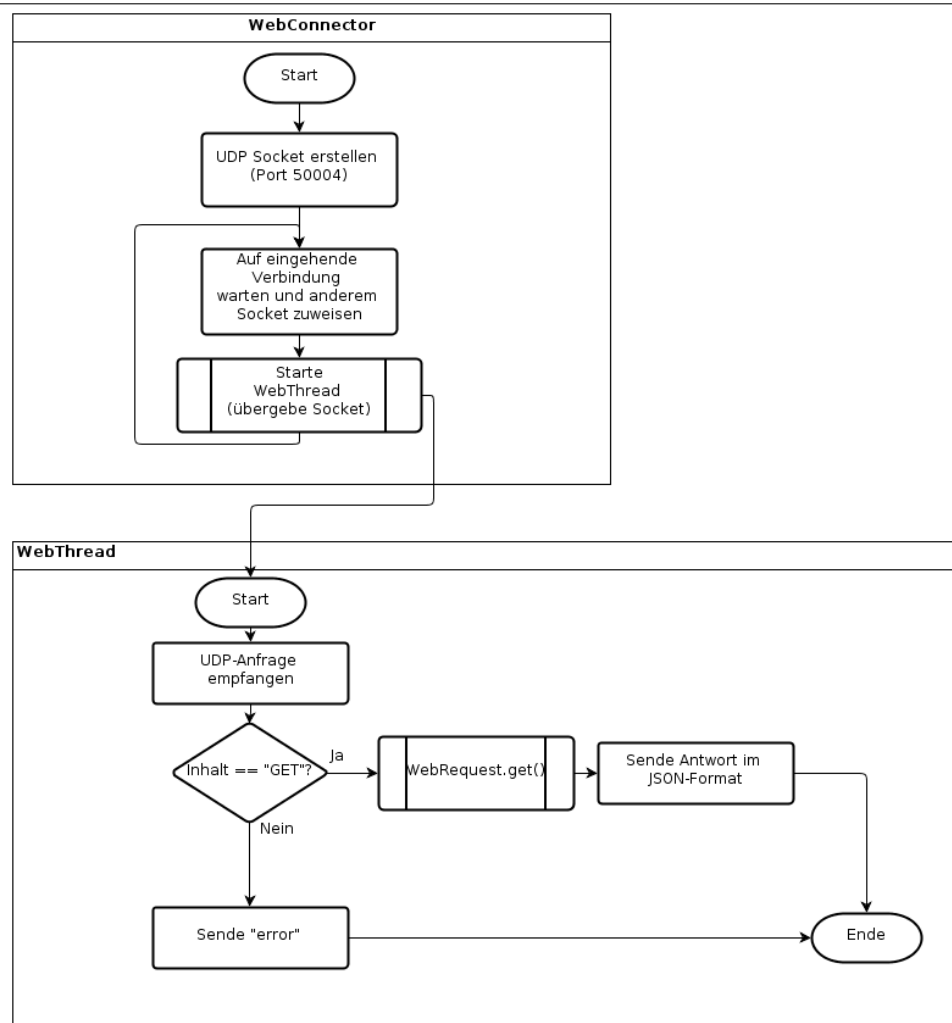 WebConnector
Start
UDP Socket erstellen
(Port 50004)
Auf eingehende
Verbindung
warten und anderem
Socket zuweisen
Starte
WebThread
(übergebe Socket)
WebThread
Start
UDP-Anfrage
empfangen
Inhalt == "GET"?
Ja
WebRequest.get()
Sende Antwort im
JSON-Format
Nein
Sende "error"
Ende